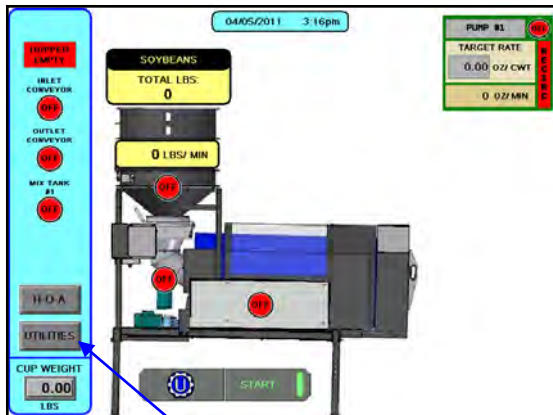 04/05/2011 3:16pm
HOPPER
EMPTY
INLET
CONVEYOR
OFF
OUTLET
CONVEYOR
OFF
MIX TANK
#1
OFF
H-O-A
UTILITIES
CUP WEIGHT
0.00
LBS
SOYBEANS
TOTAL LBS:
0
0 LBS/ MIN
OFF
OFF
OFF
U
START
PUMP #1
OFF
TARGET RATE
0.00 OZ/ CWT
0 OZ/ MIN
RECIRC